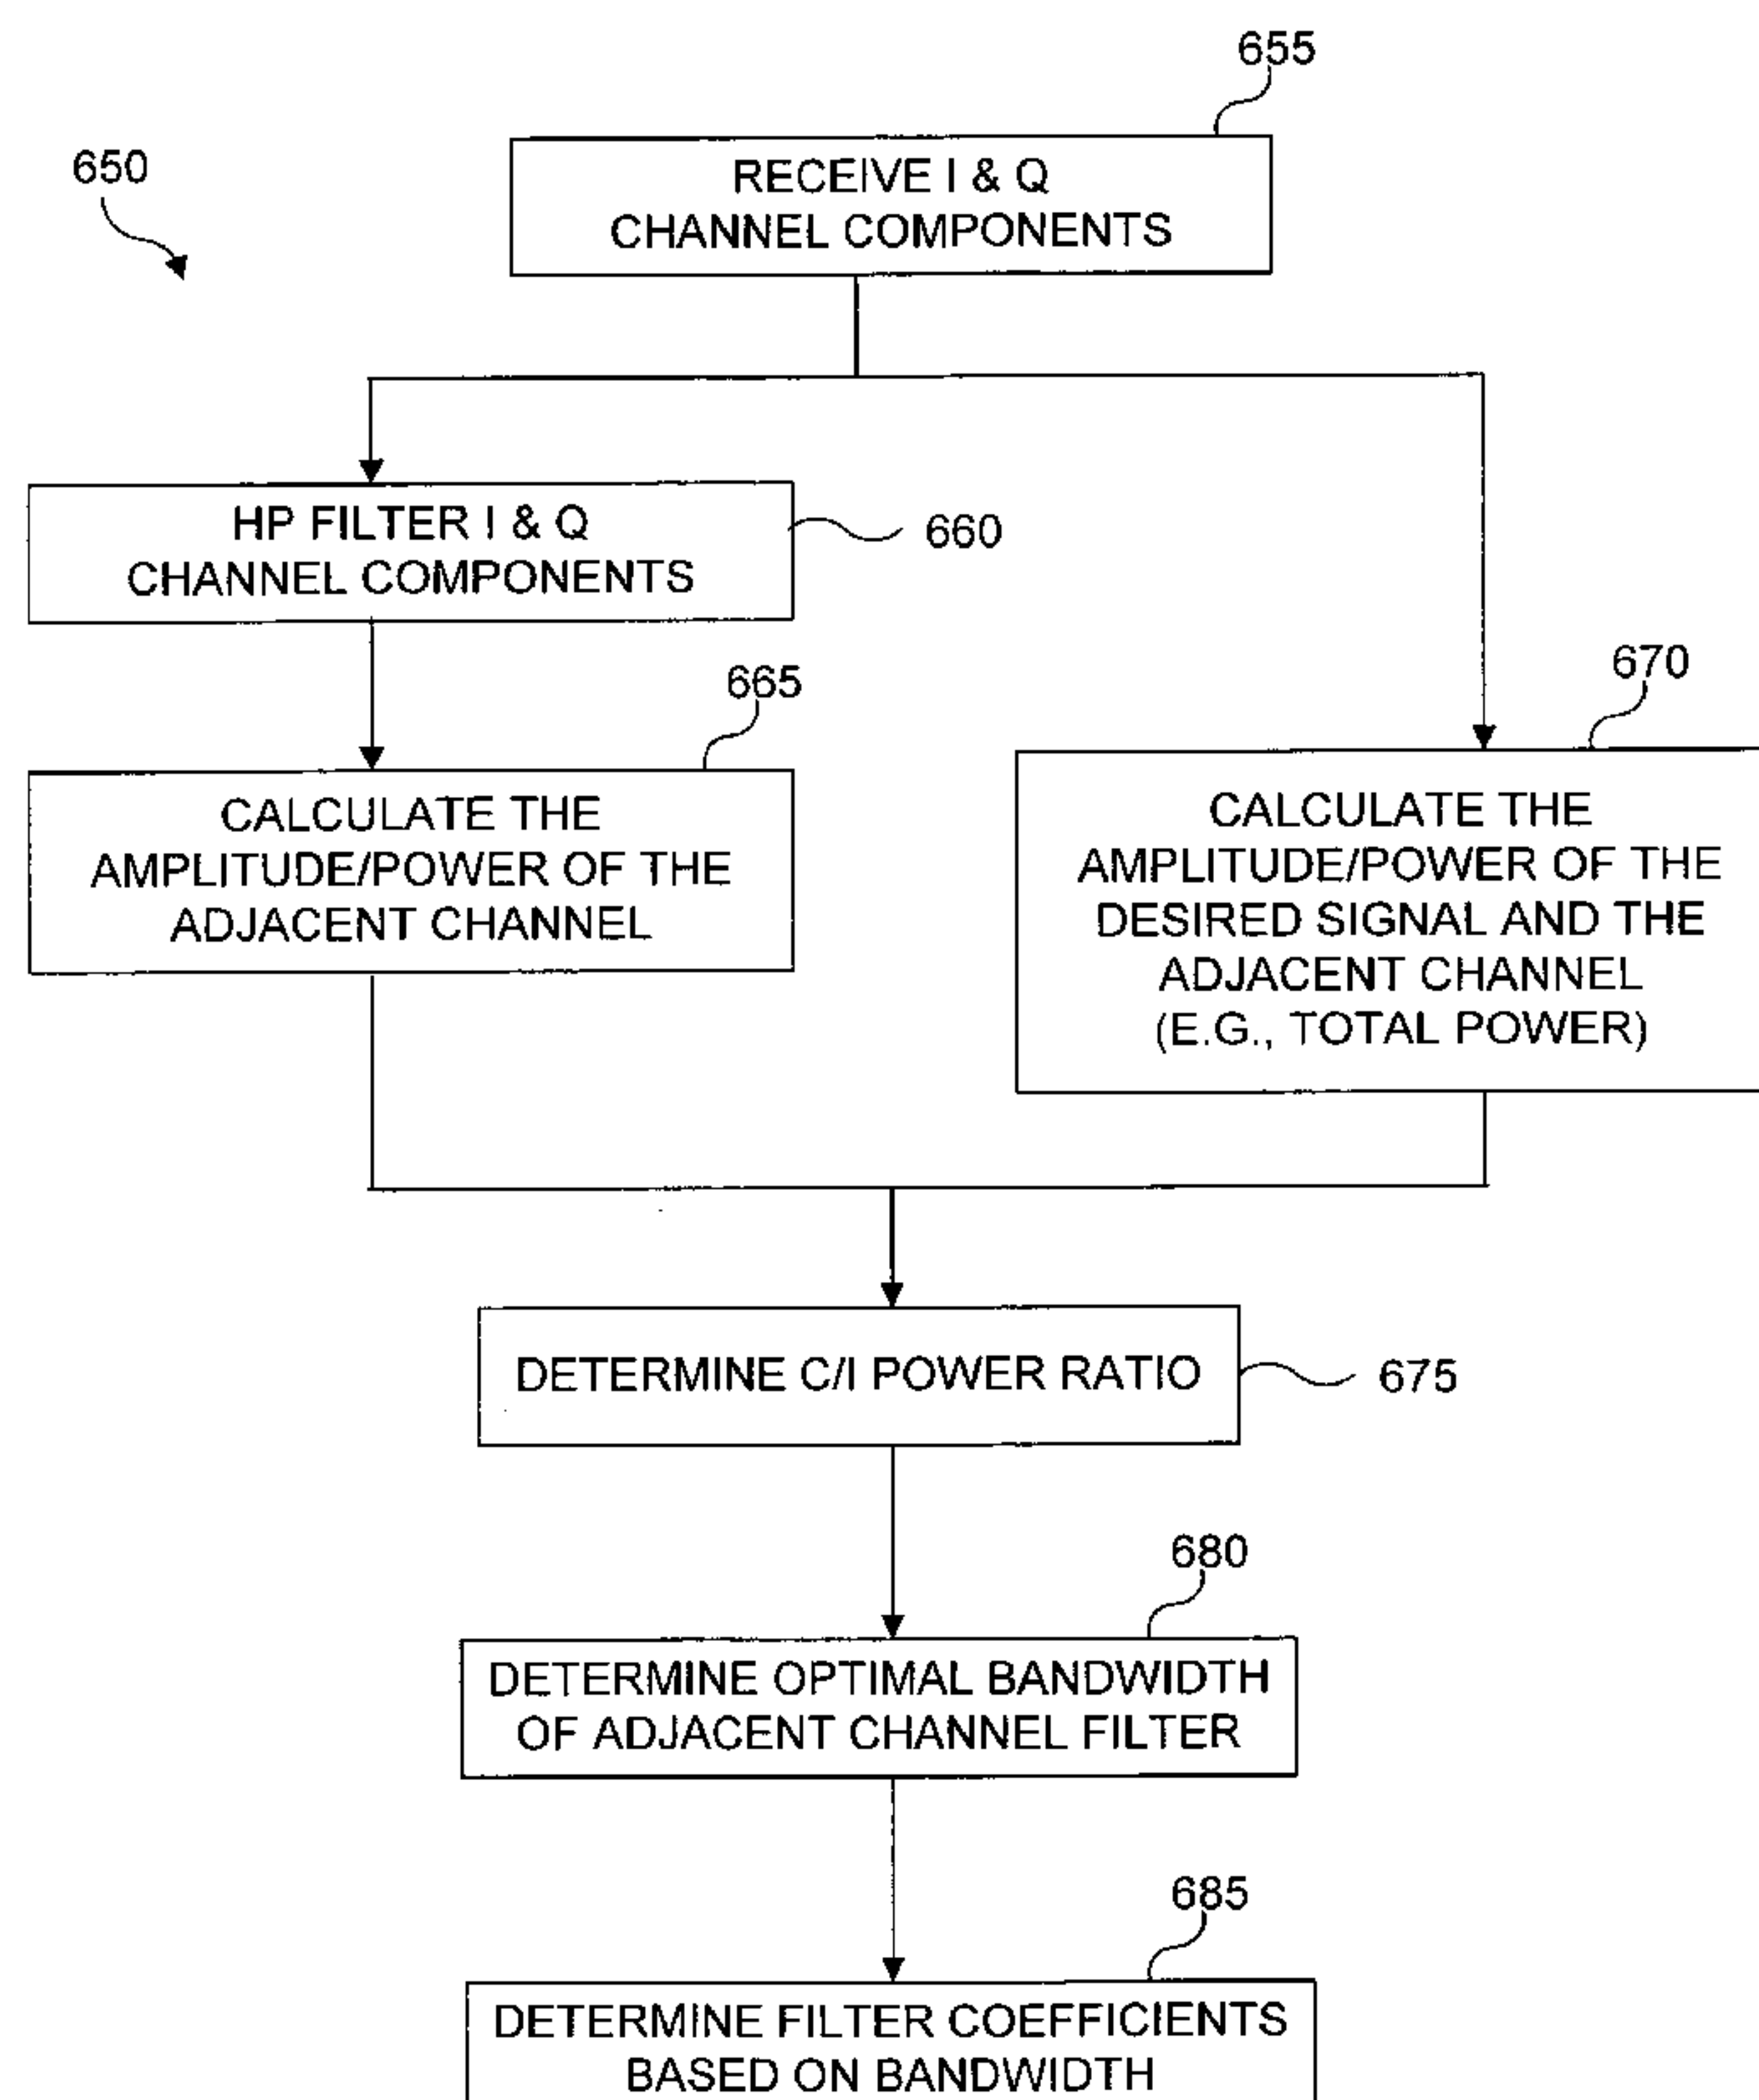 655
650
RECEIVE I & Q
CHANNEL COMPONENTS
HP FILTER I & Q
CHANNEL COMPONENTS
660
665
CALCULATE THE
AMPLITUDE/POWER OF THE
ADJACENT CHANNEL
670
CALCULATE THE
AMPLITUDE/POWER OF THE
DESIRED SIGNAL AND THE
ADJACENT CHANNEL
(E.G., TOTAL POWER)
DETERMINE C/I POWER RATIO
675
680
DETERMINE OPTIMAL BANDWIDTH
OF ADJACENT CHANNEL FILTER
685
DETERMINE FILTER COEFFICIENTS
BASED ON BANDWIDTH